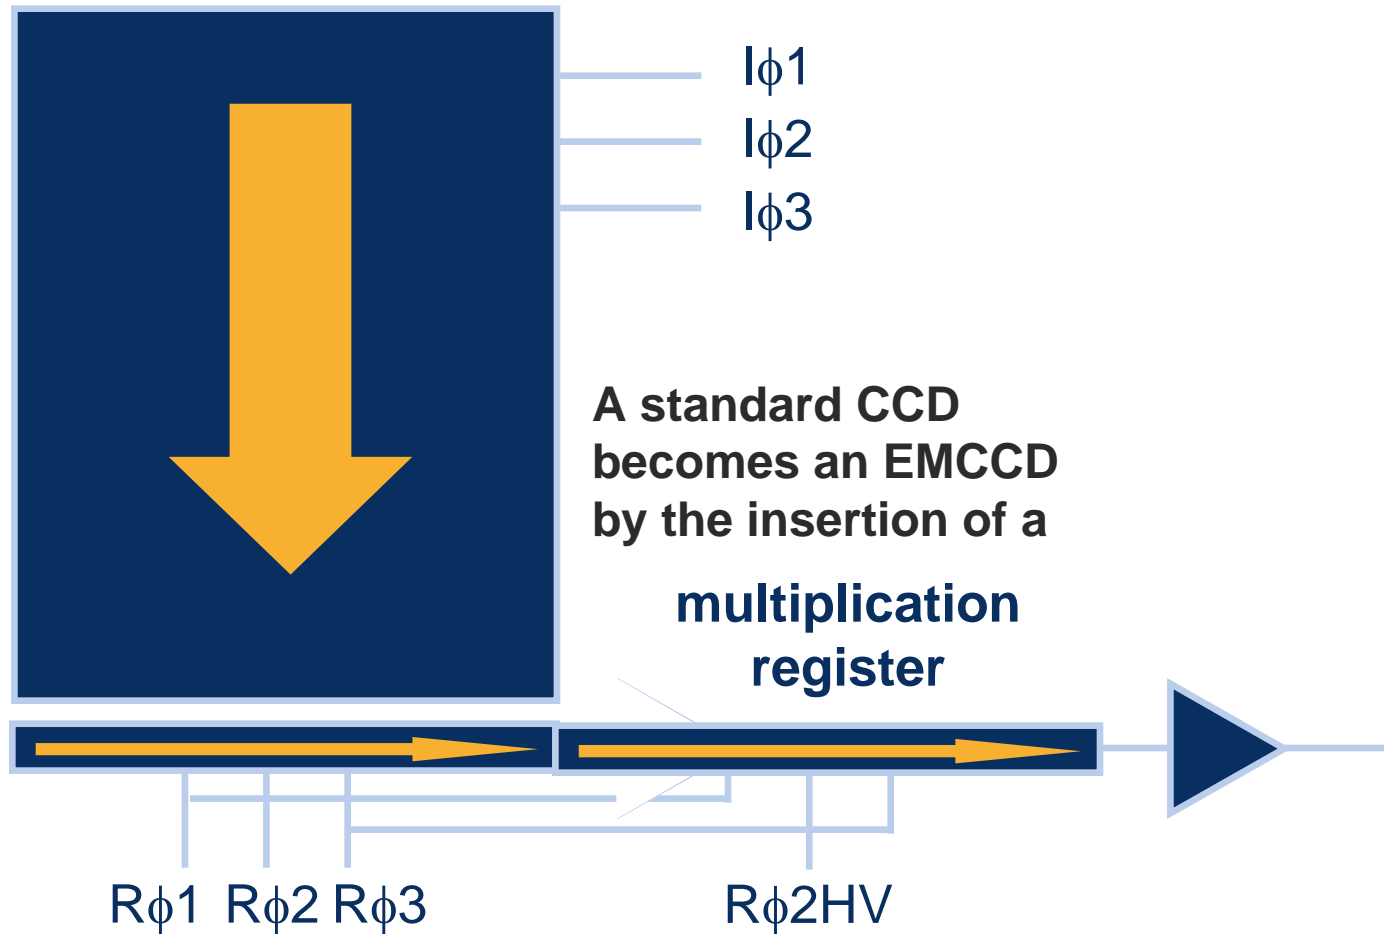 Iϕ1
Iϕ2
Iϕ3
A standard CCD
becomes an EMCCD
by the insertion of a
multiplication
register
Rϕ1 Rϕ2 Rϕ3 Rϕ2HV